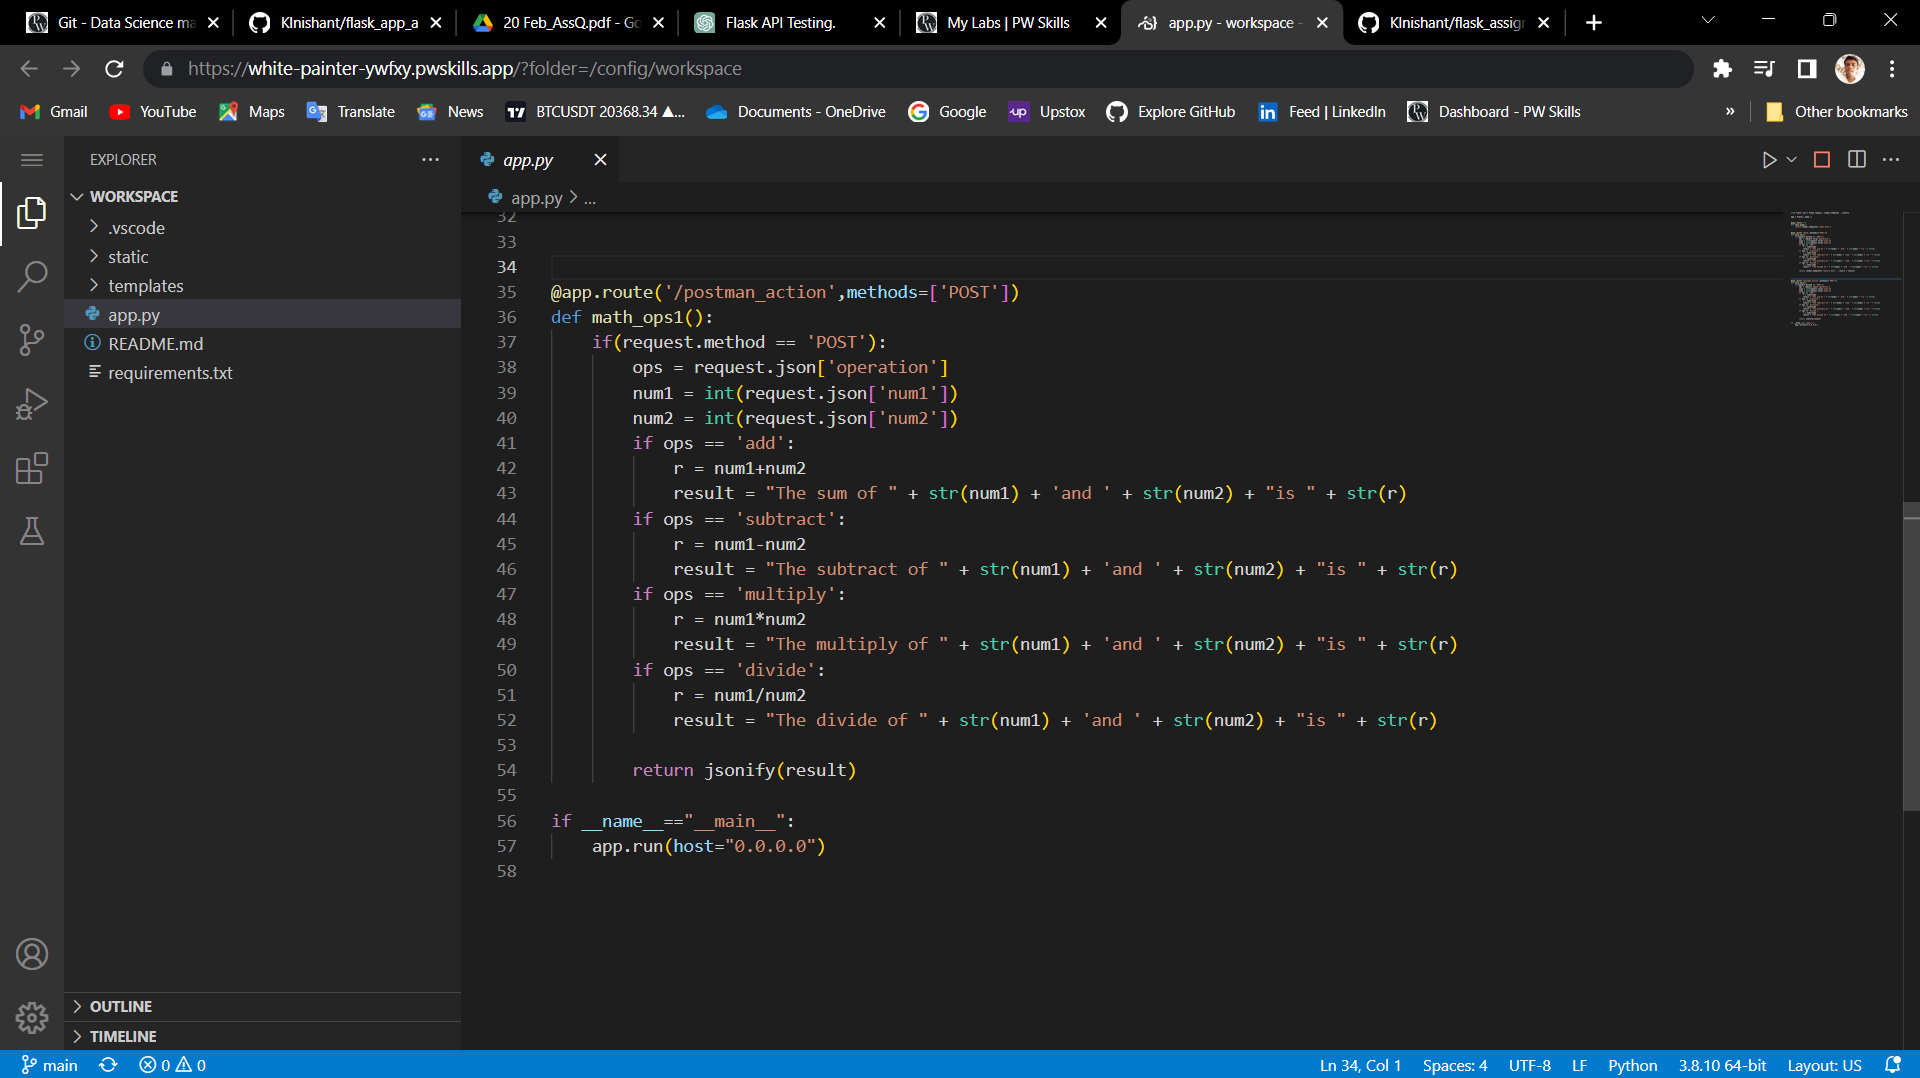 Git - Data Science ma
KInishant/flask_app_a
20 Feb_AssQ.pdf - Go
Flask API Testing.
My Labs | PW Skills
app.py - workspace -
KInishant/flask_assig
https://white-painter-ywfxy.pwskills.app/?folder=/config/workspace
Gmail
YouTube
Maps
Translate
News
BTCUSDT 20368.34 ▲...
Documents - OneDrive
Google
Upstox
Explore GitHub
Feed | LinkedIn
Dashboard - PW Skills
»
Other bookmarks
EXPLORER
WORKSPACE
.vscode
static
templates
app.py
README.md
requirements.txt
OUTLINE
TIMELINE
app.py
app.py > ...
32
33
34
35 @app.route('/postman_action',methods=['POST'])
36 def math_ops1():
37     if(request.method == 'POST'):
38         ops = request.json['operation']
39         num1 = int(request.json['num1'])
40         num2 = int(request.json['num2'])
41         if ops == 'add':
42             r = num1+num2
43             result = "The sum of " + str(num1) + 'and ' + str(num2) + "is " + str(r)
44         if ops == 'subtract':
45             r = num1-num2
46             result = "The subtract of " + str(num1) + 'and ' + str(num2) + "is " + str(r)
47         if ops == 'multiply':
48             r = num1*num2
49             result = "The multiply of " + str(num1) + 'and ' + str(num2) + "is " + str(r)
50         if ops == 'divide':
51             r = num1/num2
52             result = "The divide of " + str(num1) + 'and ' + str(num2) + "is " + str(r)
53
54         return jsonify(result)
55
56 if __name__=="__main__":
57     app.run(host="0.0.0.0")
58
main
0
0
Ln 34, Col 1
Spaces: 4
UTF-8
LF
Python
3.8.10 64-bit
Layout: US